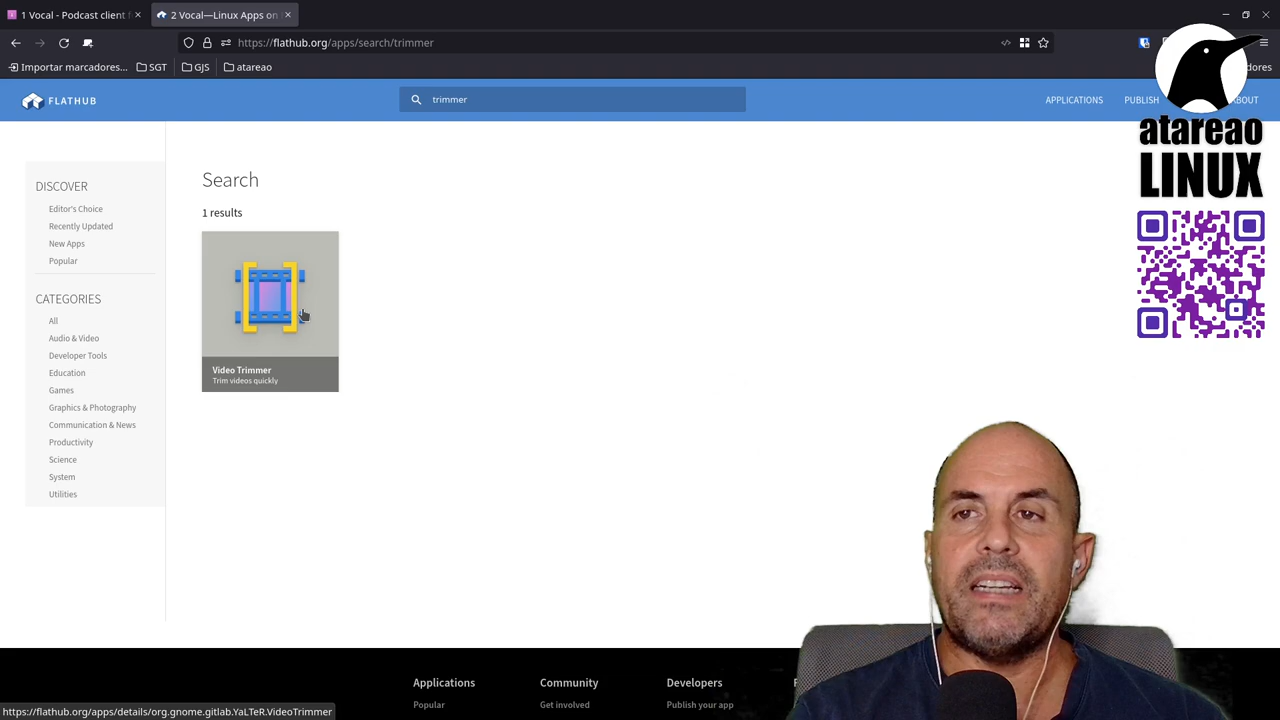 1 Vocal - Podcast client f
2 Vocal—Linux Apps on
https://flathub.org/apps/search/trimmer
Importar marcadores...
SGT
GJS
atareao
FLATHUB
trimmer
APPLICATIONS
PUBLISH
ABOUT
atareao
LINUX
DISCOVER
Editor's Choice
Recently Updated
New Apps
Popular
CATEGORIES
All
Audio & Video
Developer Tools
Education
Games
Graphics & Photography
Communication & News
Productivity
Science
System
Utilities
Search
1 results
Video Trimmer
Trim videos quickly
Applications
Community
Developers
Popular
Get involved
Publish your app
https://flathub.org/apps/details/org.gnome.gitlab.YaLTeR.VideoTrimmer